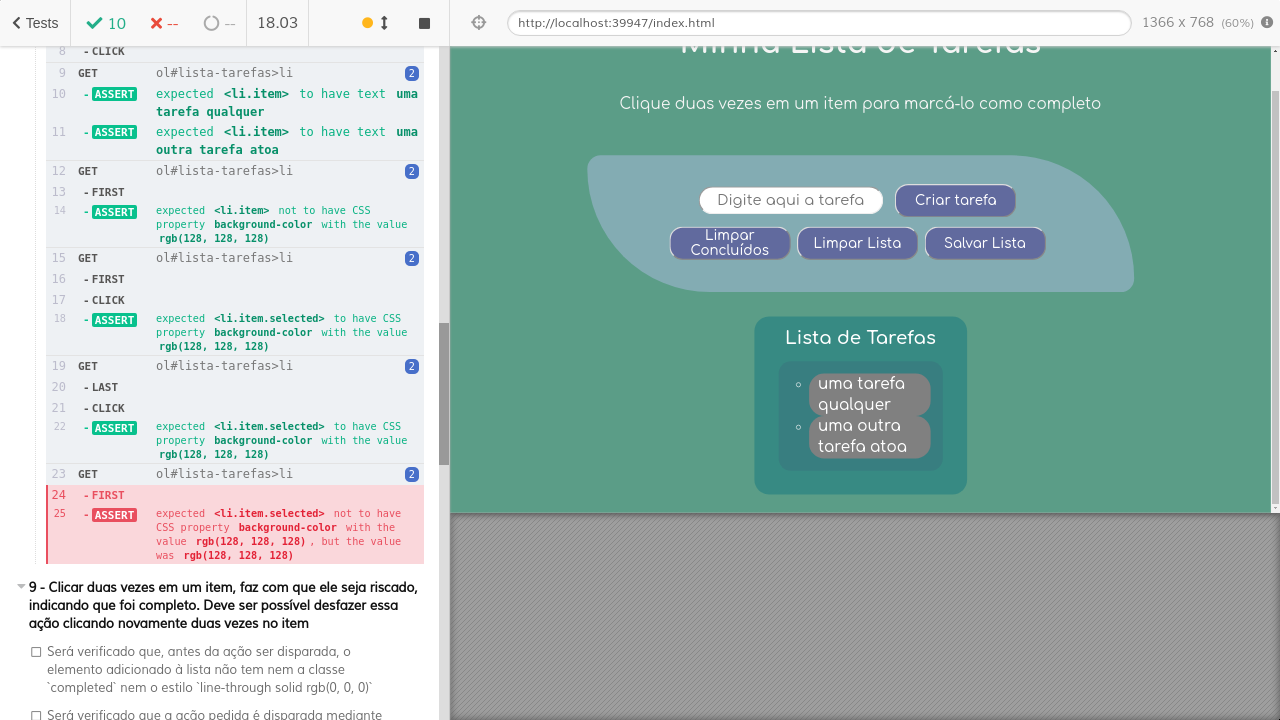 Tests
10
--
--
18.03
http://localhost:39947/index.html
1366 x 768 (60%)
8 -CLICK
9 GET ol#lista-tarefas>li 2
10 -ASSERT expected <li.item> to have text uma
tarefa qualquer
11 -ASSERT expected <li.item> to have text uma
outra tarefa atoa
12 GET ol#lista-tarefas>li 2
13 -FIRST
14 -ASSERT expected <li.item> not to have CSS
property background-color with the value
rgb(128, 128, 128)
15 GET ol#lista-tarefas>li 2
16 -FIRST
17 -CLICK
18 -ASSERT expected <li.item.selected> to have CSS
property background-color with the value
rgb(128, 128, 128)
19 GET ol#lista-tarefas>li 2
20 -LAST
21 -CLICK
22 -ASSERT expected <li.item.selected> to have CSS
property background-color with the value
rgb(128, 128, 128)
23 GET ol#lista-tarefas>li 2
24 -FIRST
25 -ASSERT expected <li.item.selected> not to have
CSS property background-color with the
value rgb(128, 128, 128), but the value
was rgb(128, 128, 128)
9 - Clicar duas vezes em um item, faz com que ele seja riscado,
indicando que foi completo. Deve ser possível desfazer essa
ação clicando novamente duas vezes no item
Será verificado que, antes da ação ser disparada, o
elemento adicionado à lista não tem nem a classe
`completed` nem o estilo `line-through solid rgb(0, 0, 0)`
Será verificado que a ação pedida é disparada mediante
Minha Lista de Tarefas
Clique duas vezes em um item para marcá-lo como completo
Digite aqui a tarefa
Criar tarefa
Limpar
Concluídos
Limpar Lista
Salvar Lista
Lista de Tarefas
uma tarefa
qualquer
uma outra
tarefa atoa